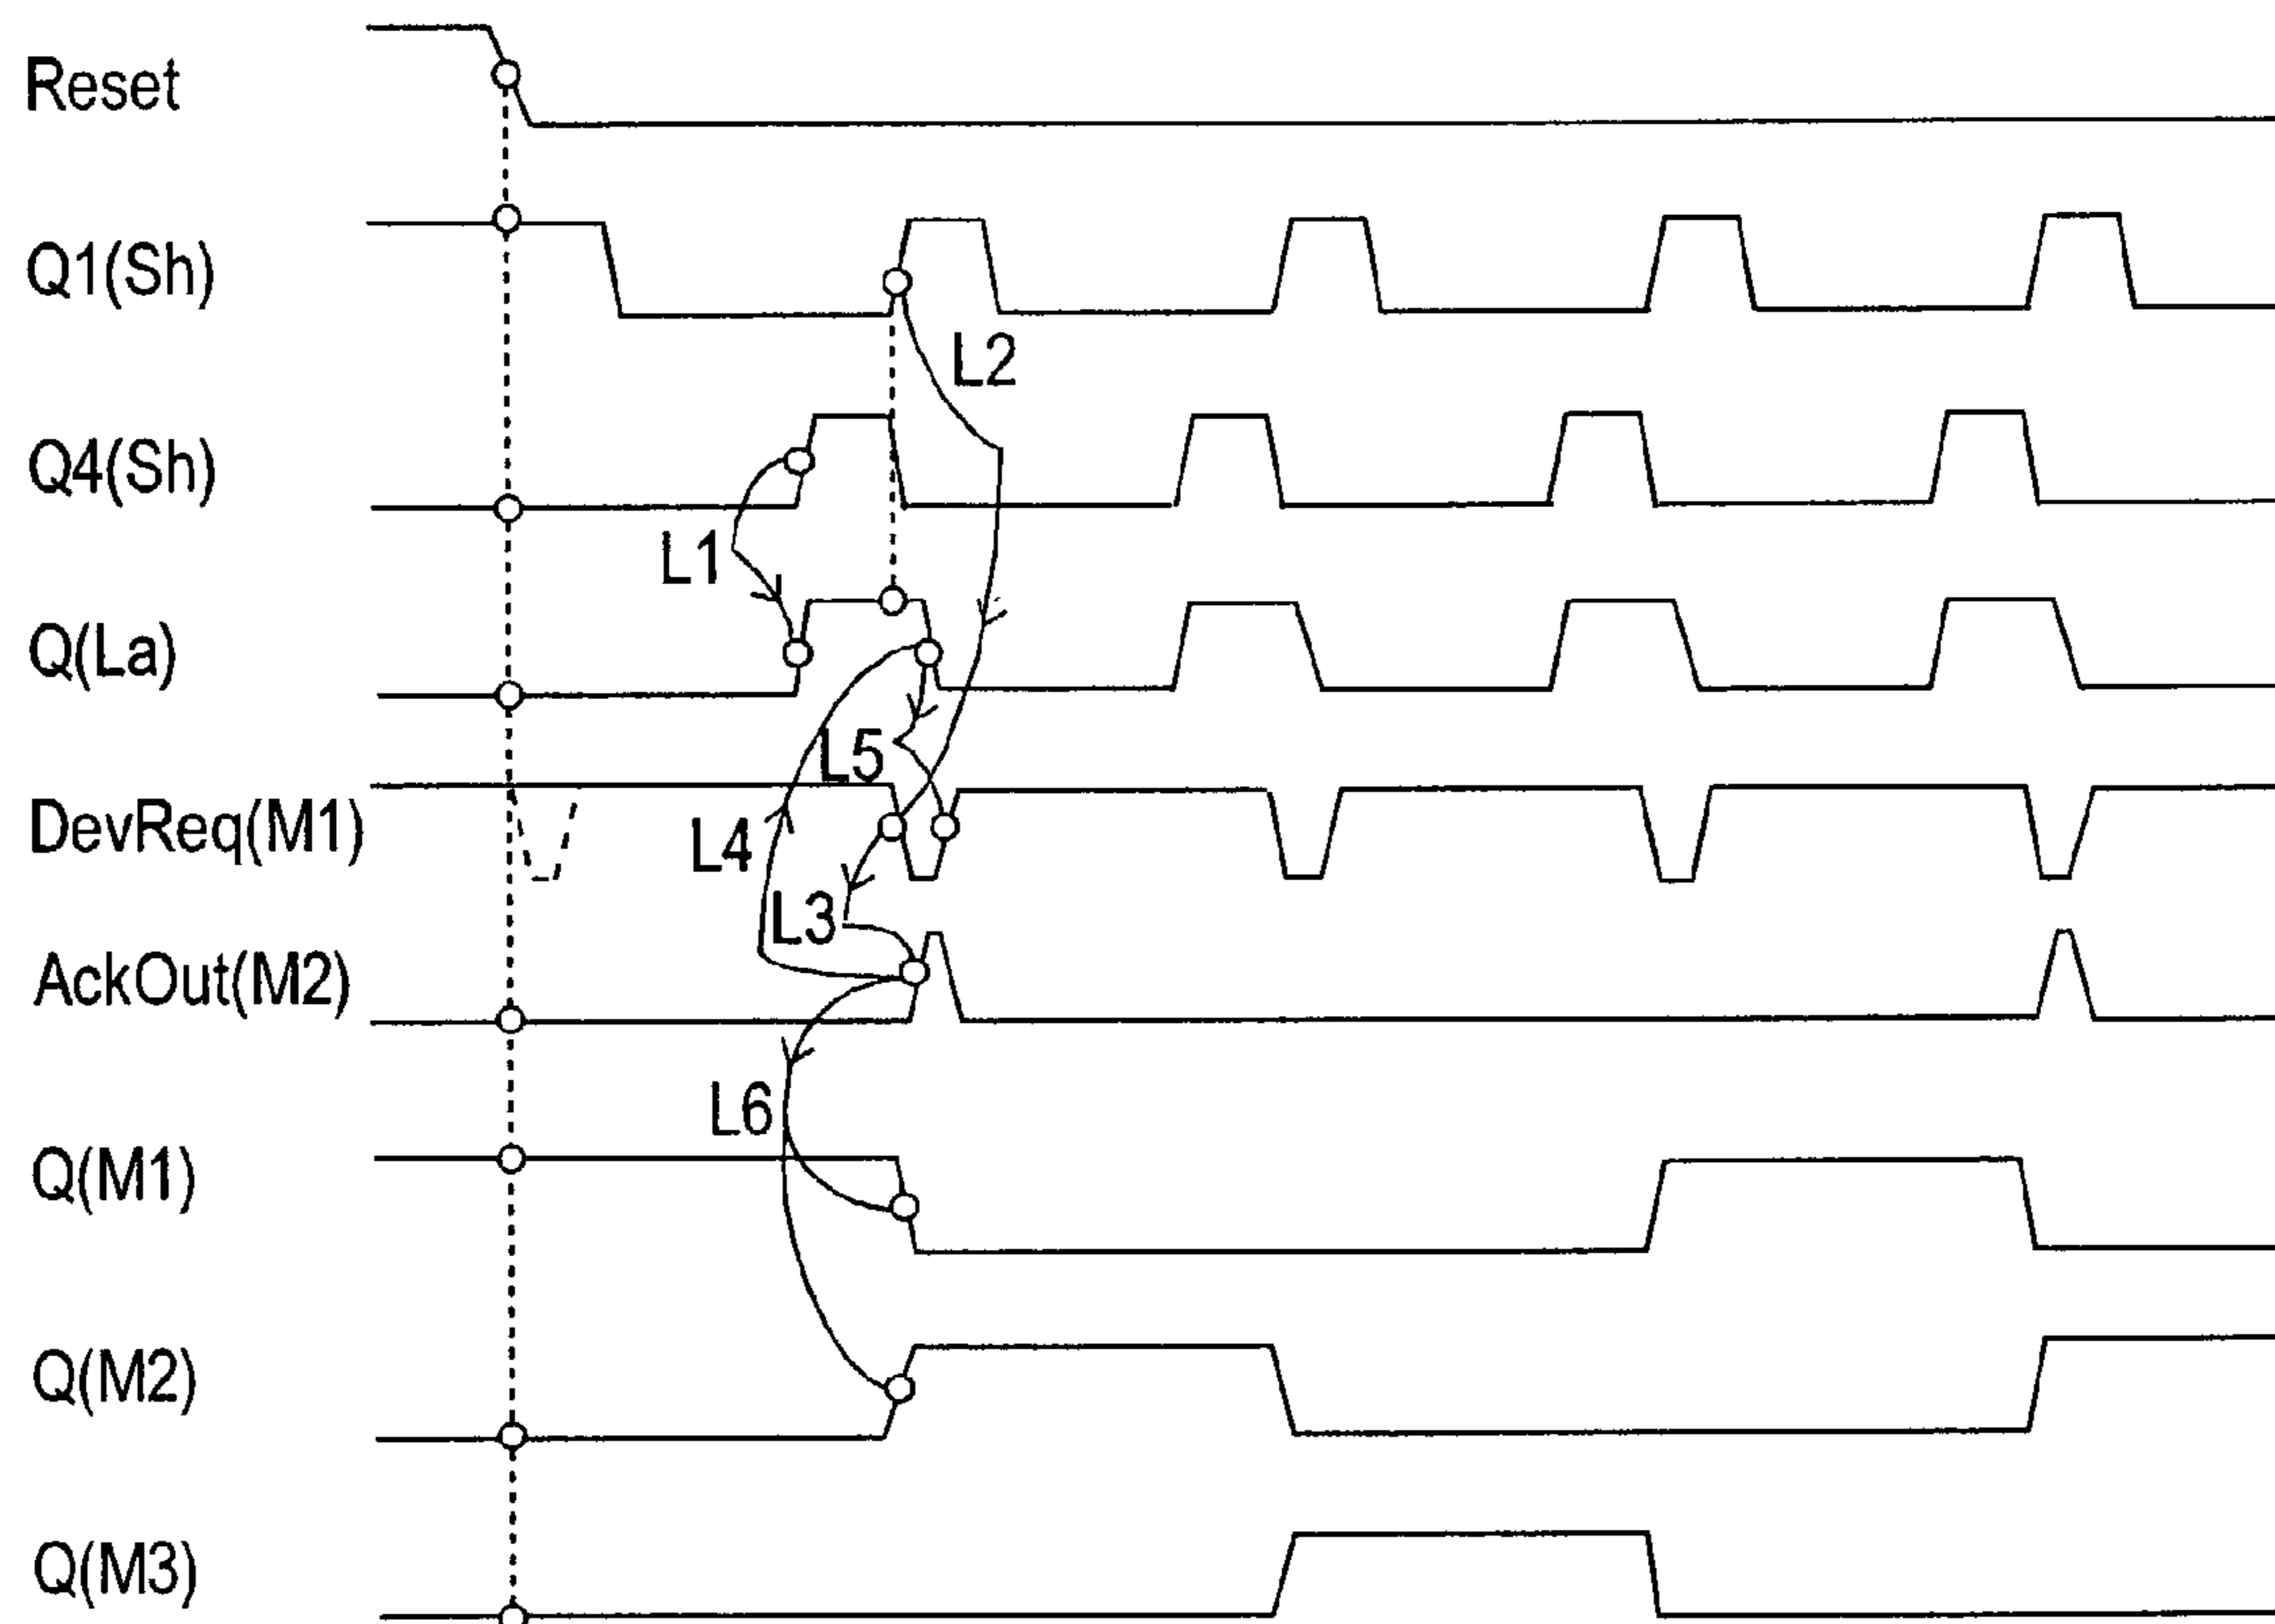 Reset
Q1(Sh)
L2
Q4(Sh)
L1
Q(La)
L5
DevReq(M1)
L4
L3
AckOut(M2)
L6
Q(M1)
Q(M2)
Q(M3)